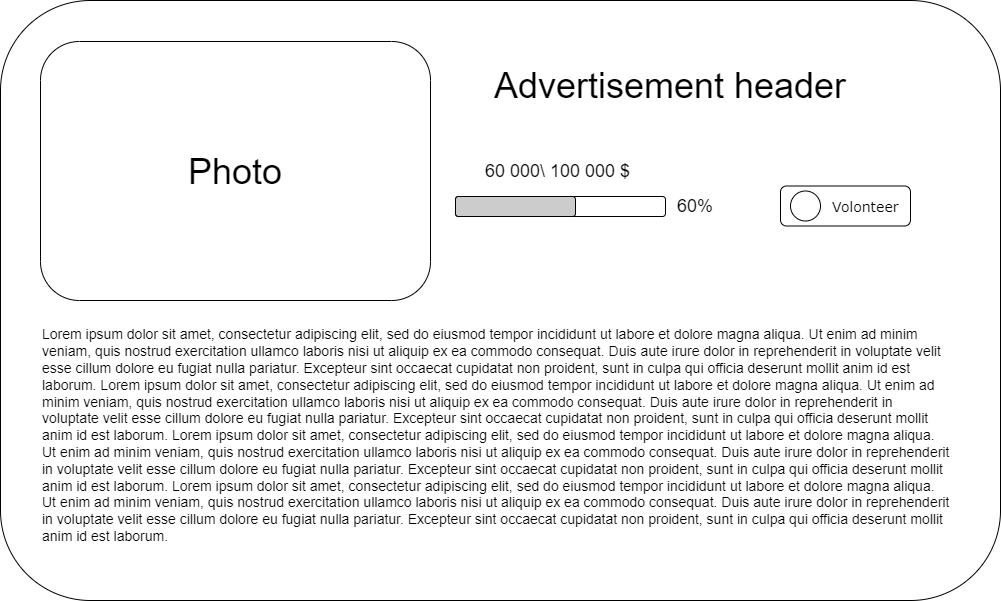 Advertisement header
Photo
60 000\ 100 000 $
60%
Volonteer
Lorem ipsum dolor sit amet, consectetur adipiscing elit, sed do eiusmod tempor incididunt ut labore et dolore magna aliqua. Ut enim ad minim
veniam, quis nostrud exercitation ullamco laboris nisi ut aliquip ex ea commodo consequat. Duis aute irure dolor in reprehenderit in voluptate velit
esse cillum dolore eu fugiat nulla pariatur. Excepteur sint occaecat cupidatat non proident, sunt in culpa qui officia deserunt mollit anim id est
laborum. Lorem ipsum dolor sit amet, consectetur adipiscing elit, sed do eiusmod tempor incididunt ut labore et dolore magna aliqua. Ut enim ad
minim veniam, quis nostrud exercitation ullamco laboris nisi ut aliquip ex ea commodo consequat. Duis aute irure dolor in reprehenderit in
voluptate velit esse cillum dolore eu fugiat nulla pariatur. Excepteur sint occaecat cupidatat non proident, sunt in culpa qui officia deserunt mollit
anim id est laborum. Lorem ipsum dolor sit amet, consectetur adipiscing elit, sed do eiusmod tempor incididunt ut labore et dolore magna aliqua.
Ut enim ad minim veniam, quis nostrud exercitation ullamco laboris nisi ut aliquip ex ea commodo consequat. Duis aute irure dolor in reprehenderit
in voluptate velit esse cillum dolore eu fugiat nulla pariatur. Excepteur sint occaecat cupidatat non proident, sunt in culpa qui officia deserunt mollit
anim id est laborum. Lorem ipsum dolor sit amet, consectetur adipiscing elit, sed do eiusmod tempor incididunt ut labore et dolore magna aliqua.
Ut enim ad minim veniam, quis nostrud exercitation ullamco laboris nisi ut aliquip ex ea commodo consequat. Duis aute irure dolor in reprehenderit
in voluptate velit esse cillum dolore eu fugiat nulla pariatur. Excepteur sint occaecat cupidatat non proident, sunt in culpa qui officia deserunt mollit
anim id est laborum.